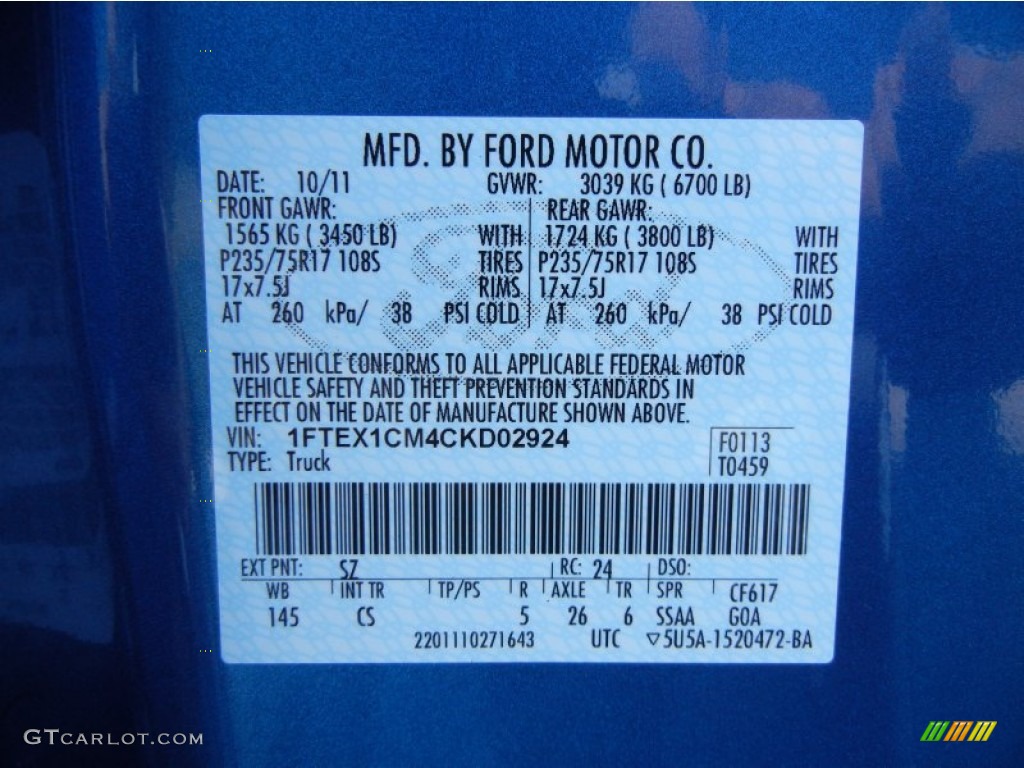 MFD. BY FORD MOTOR CO.
DATE: 10/11 GVWR: 3039 KG ( 6700 LB)
FRONT GAWR: REAR GAWR:
1565 KG ( 3450 LB) WITH 1724 KG ( 3800 LB) WITH
P235/75R17 108S TIRES P235/75R17 108S TIRES
17x7.5J RIMS 17x7.5J RIMS
AT 260 kPa/ 38 PSI COLD AT 260 kPa/ 38 PSI COLD
THIS VEHICLE CONFORMS TO ALL APPLICABLE FEDERAL MOTOR
VEHICLE SAFETY AND THEFT PREVENTION STANDARDS IN
EFFECT ON THE DATE OF MANUFACTURE SHOWN ABOVE.
VIN: 1FTEX1CM4CKD02924 F0113
TYPE: Truck T0459
EXT PNT: SZ RC: 24 DSO:
WB INT TR TP/PS R AXLE TR SPR CF617
145 CS 5 26 6 SSAA GOA
2201110271643 UTC ▽5U5A-1520472-BA
GTCARLOT.COM